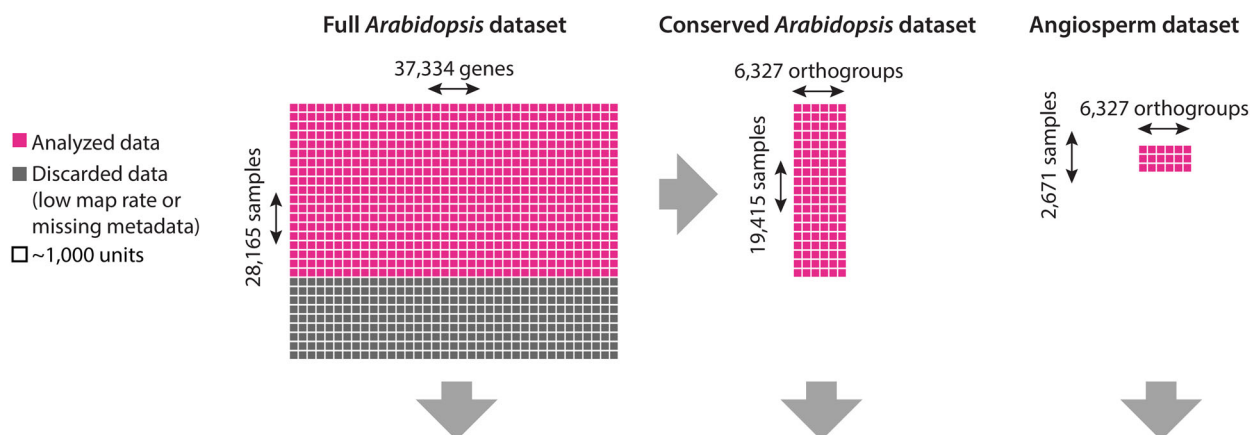 Full Arabidopsis dataset
Conserved Arabidopsis dataset
Angiosperm dataset
37,334 genes
6,327 orthogroups
6,327 orthogroups
28,165 samples
19,415 samples
2,671 samples
Analyzed data
Discarded data
(low map rate or
missing metadata)
~1,000 units